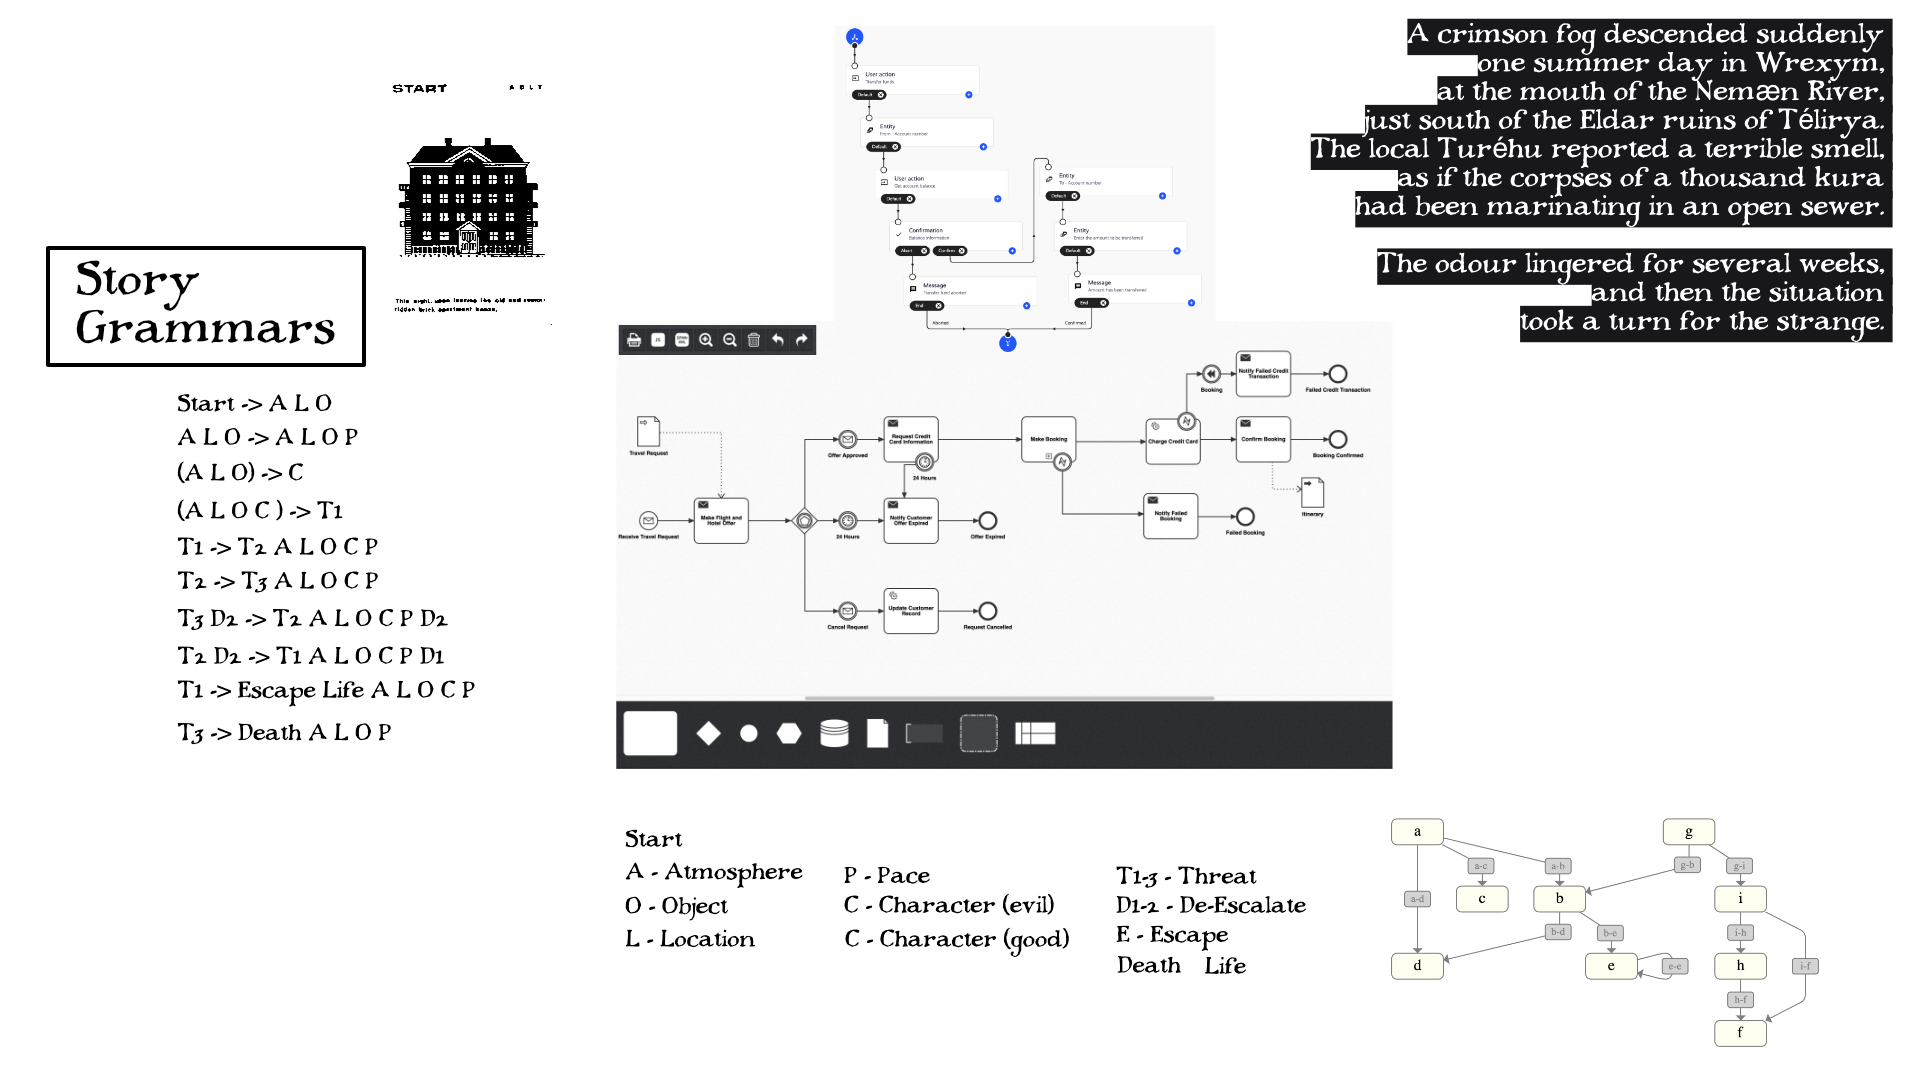 START
A B L T
This night, upon leaving the old and
ridden brick apartment homes,
Story
Grammars
Start -> A L O
A L O -> A L O P
(A L O) -> C
(A L O C ) -> T1
T1 -> T2 A L O C P
T2 -> T3 A L O C P
T3 D2 -> T2 A L O C P D2
T2 D2 -> T1 A L O C P D1
T1 -> Escape Life A L O C P
T3 -> Death A L O P
User action
Transfer funds
Default
Entity
From - Account number
Default
User action
Get account balance
Default
Confirmation
Balance information
Abort
Confirm
Message
Transfer fund aborted
End
Entity
To - Account number
Default
Entity
Enter the amount to be transferred
Default
Message
Amount has been transferred
End
Aborted
Confirmed
A crimson fog descended suddenly
one summer day in Wrexym,
at the mouth of the Nemæn River,
just south of the Eldar ruins of Télirya.
The local Turéhu reported a terrible smell,
as if the corpses of a thousand kura
had been marinating in an open sewer.
The odour lingered for several weeks,
and then the situation
took a turn for the strange.
Travel Request
Receive Travel Request
Make Flight and
Hotel Offer
Offer Approved
24 Hours
Cancel Request
Request Credit
Card Information
24 Hours
Notify Customer
Offer Expired
Offer Expired
Update Customer
Record
Request Cancelled
Make Booking
Booking
Notify Failed Credit
Transaction
Failed Credit Transaction
Charge Credit Card
Confirm Booking
Booking Confirmed
Itinerary
Notify Failed
Booking
Failed Booking
Start
A - Atmosphere
O - Object
L - Location
P - Pace
C - Character (evil)
C - Character (good)
T1-3 - Threat
D1-2 - De-Escalate
E - Escape
Death Life
a
g
a-c
a-b
g-b
g-i
a-d
c
b
i
b-d
b-e
i-h
d
e
e-e
h
i-f
h-f
f